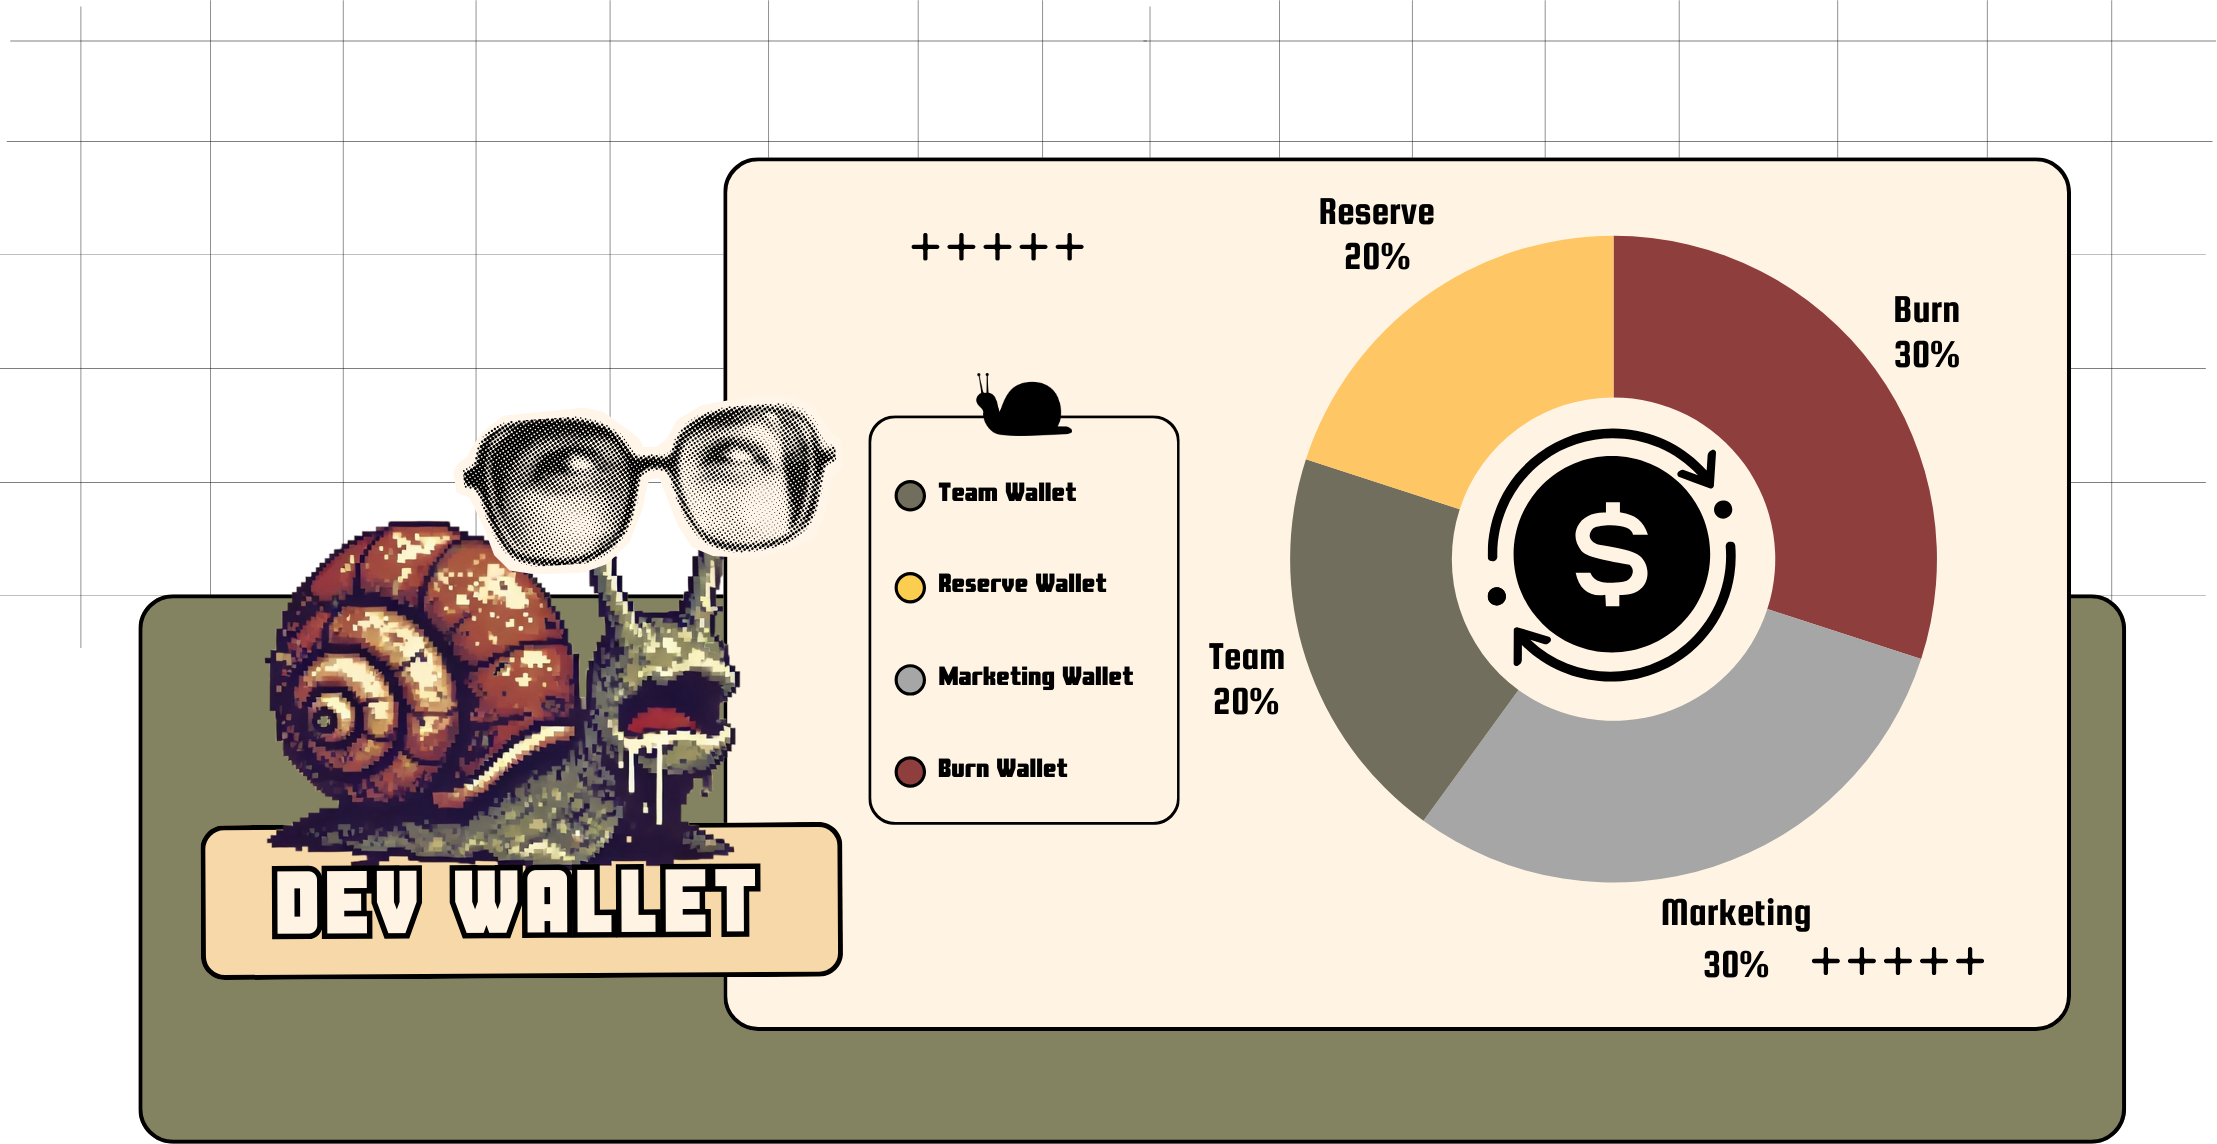 +++++
Team Wallet
Reserve Wallet
Marketing Wallet
Burn Wallet
DEV WALLET
Reserve
20%
Burn
30%
$
Team
20%
Marketing
30%
+++++